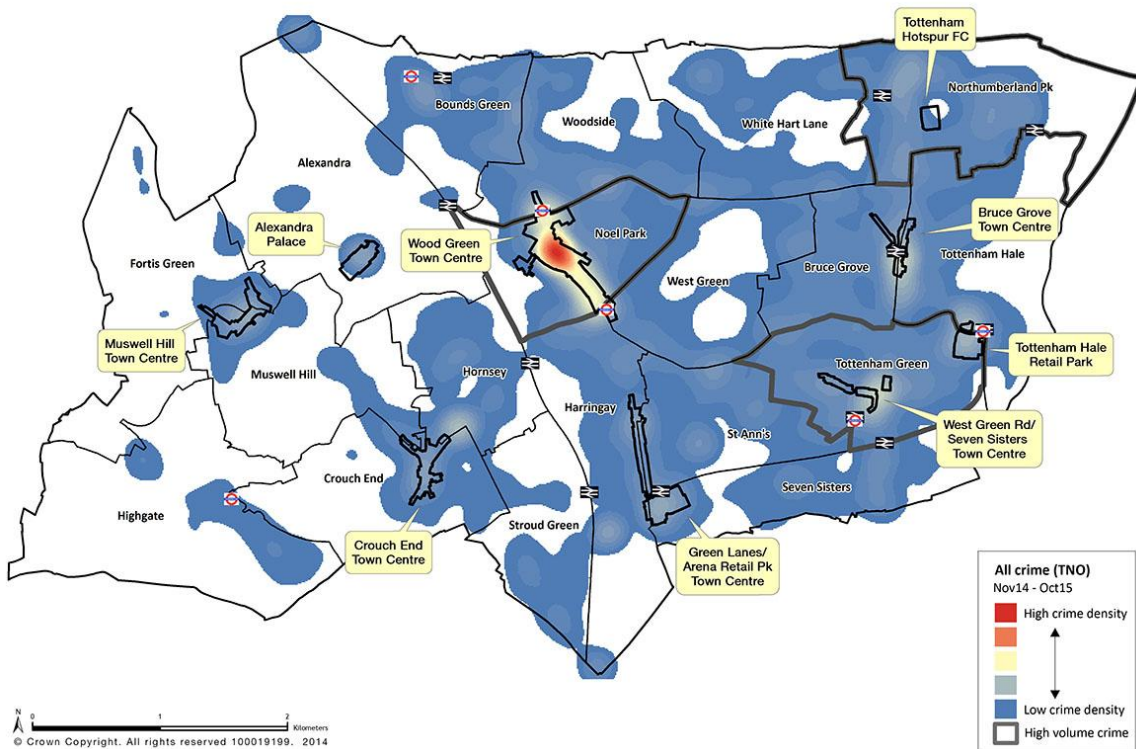 Tottenham
Hotspur FC
Northumberland Pk
Bounds Green
Woodside
White Hart Lane
Alexandra
Alexandra
Palace
Fortis Green
Wood Green
Town Centre
Noel Park
Bruce Grove
Town Centre
Tottenham Hale
West Green
Bruce Grove
Muswell Hill
Town Centre
Muswell Hill
Hornsey
Tottenham Green
Tottenham Hale
Retail Park
Harringay
St Ann's
West Green Rd/
Seven Sisters
Town Centre
Crouch End
Seven Sisters
Highgate
Stroud Green
Crouch End
Town Centre
Green Lanes/
Arena Retail Pk
Town Centre
All crime (TNO)
Nov14 - Oct15
High crime density
Low crime density
High volume crime
N
0 1 2
Kilometers
© Crown Copyright. All rights reserved 100019199. 2014